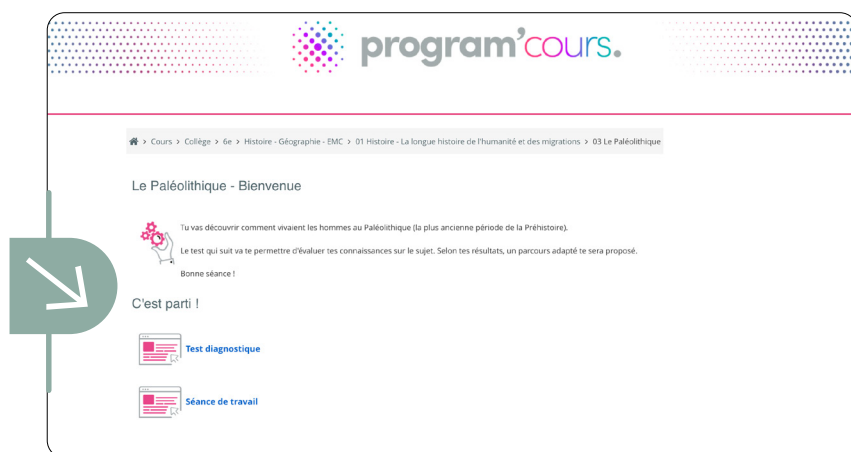 program'cours.
> Cours > Collège > 6e > Histoire - Géographie - EMC > 01 Histoire - La longue histoire de l'humanité et des migrations > 03 Le Paléolithique
Le Paléolithique - Bienvenue
Tu vas découvrir comment vivaient les hommes au Paléolithique (la plus ancienne période de la Préhistoire).
Le test qui suit va te permettre d'évaluer tes connaissances sur le sujet. Selon tes résultats, un parcours adapté te sera proposé.
Bonne séance !
C'est parti !
Test diagnostique
Séance de travail